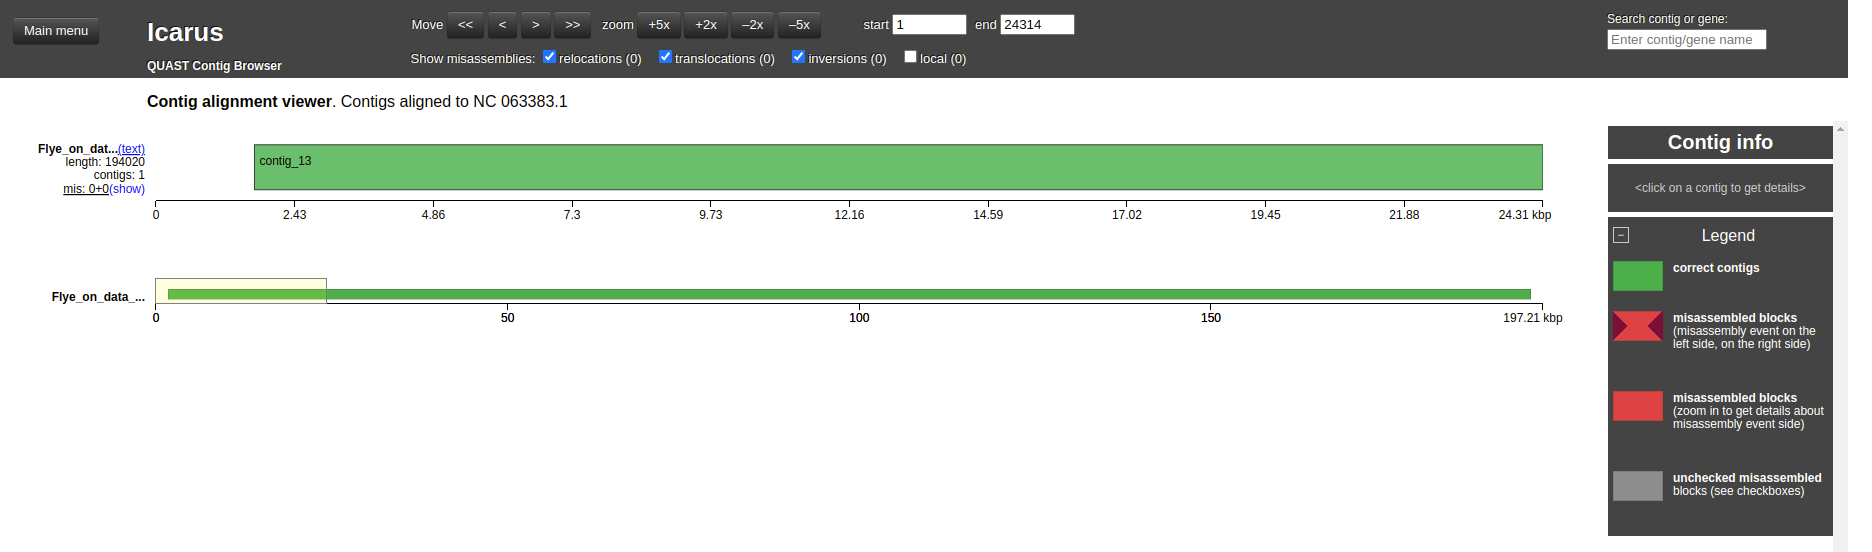 Main menu
Icarus
QUAST Contig Browser
Move << < > >> zoom +5x +2x –2x –5x start 1 end 24314
Show misassemblies: relocations (0) translocations (0) inversions (0) local (0)
Search contig or gene:
Enter contig/gene name
Contig alignment viewer. Contigs aligned to NC 063383.1
Flye_on_dat...(text)
length: 194020
contigs: 1
mis: 0+0(show)
contig_13
0 2.43 4.86 7.3 9.73 12.16 14.59 17.02 19.45 21.88 24.31 kbp
Flye_on_data_...
0 50 100 150 197.21 kbp
Contig info
<click on a contig to get details>
− Legend
correct contigs
misassembled blocks
(misassembly event on the
left side, on the right side)
misassembled blocks
(zoom in to get details about
misassembly event side)
unchecked misassembled
blocks (see checkboxes)